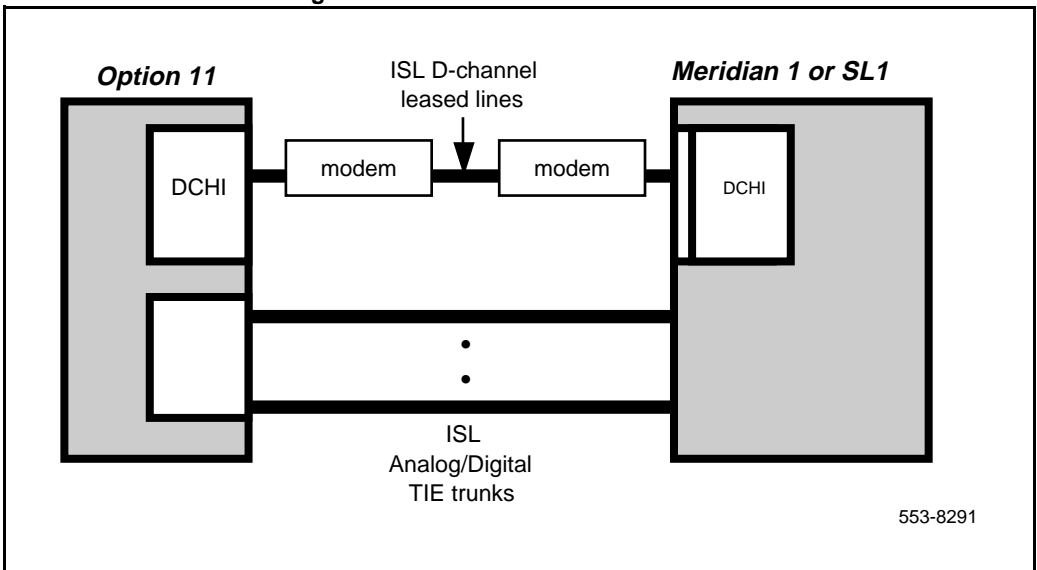 Option 11
ISL D-channel
leased lines
Meridian 1 or SL1
DCHI
modem
modem
DCHI
ISL
Analog/Digital
TIE trunks
553-8291